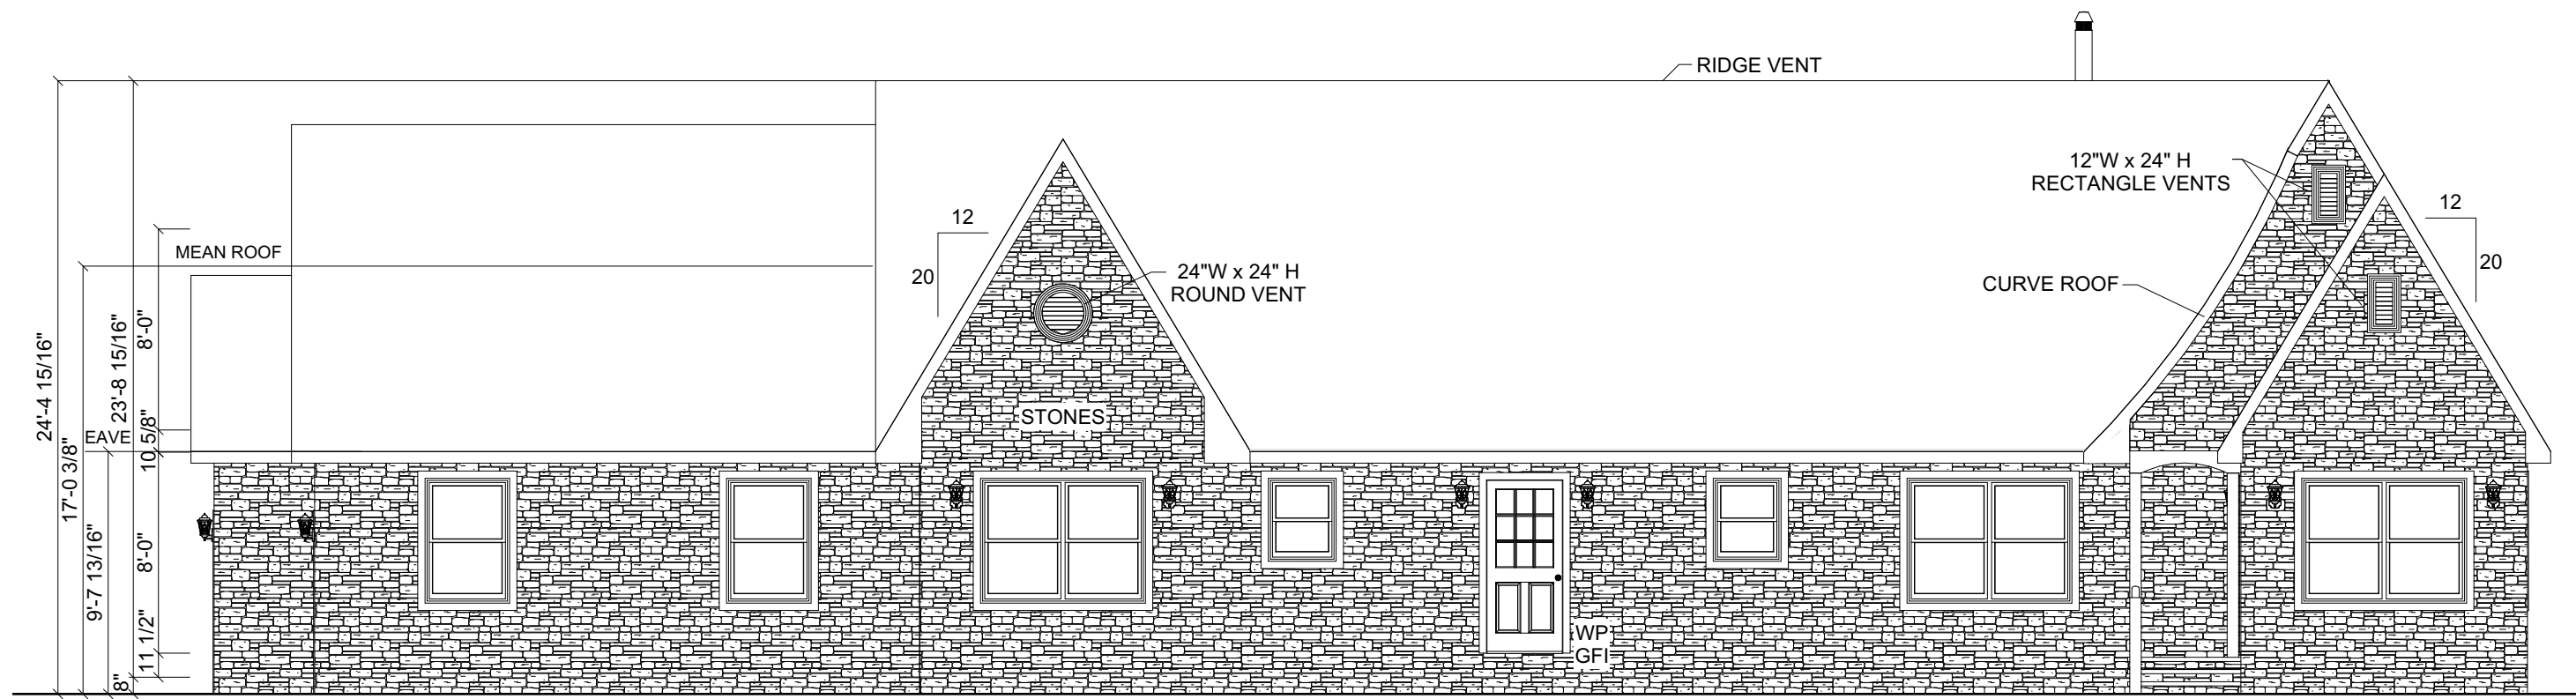 RIDGE VENT
12"W x 24" H
RECTANGLE VENTS
12
20
CURVE ROOF
12
20
24"W x 24" H
ROUND VENT
STONES
MEAN ROOF
EAVE
24'-4 15/16"
17'-0 3/8"
9'-7 13/16"
23'-8 15/16"
8"
8'-0"
10 5/8"
8'-0"
11 1/2"
WP
GFI